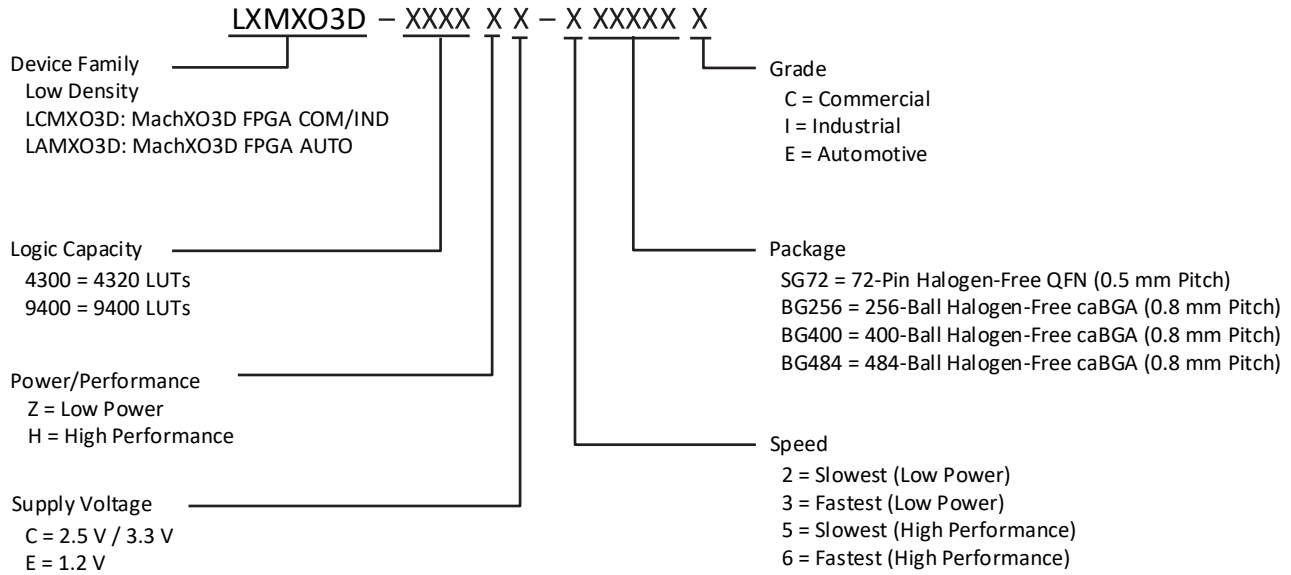 LXMXO3D – XXXX X X – X XXXXX X
Device Family
Low Density
LCMXO3D: MachXO3D FPGA COM/IND
LAMXO3D: MachXO3D FPGA AUTO
Logic Capacity
4300 = 4320 LUTs
9400 = 9400 LUTs
Power/Performance
Z = Low Power
H = High Performance
Supply Voltage
C = 2.5 V / 3.3 V
E = 1.2 V
Grade
C = Commercial
I = Industrial
E = Automotive
Package
SG72 = 72-Pin Halogen-Free QFN (0.5 mm Pitch)
BG256 = 256-Ball Halogen-Free caBGA (0.8 mm Pitch)
BG400 = 400-Ball Halogen-Free caBGA (0.8 mm Pitch)
BG484 = 484-Ball Halogen-Free caBGA (0.8 mm Pitch)
Speed
2 = Slowest (Low Power)
3 = Fastest (Low Power)
5 = Slowest (High Performance)
6 = Fastest (High Performance)